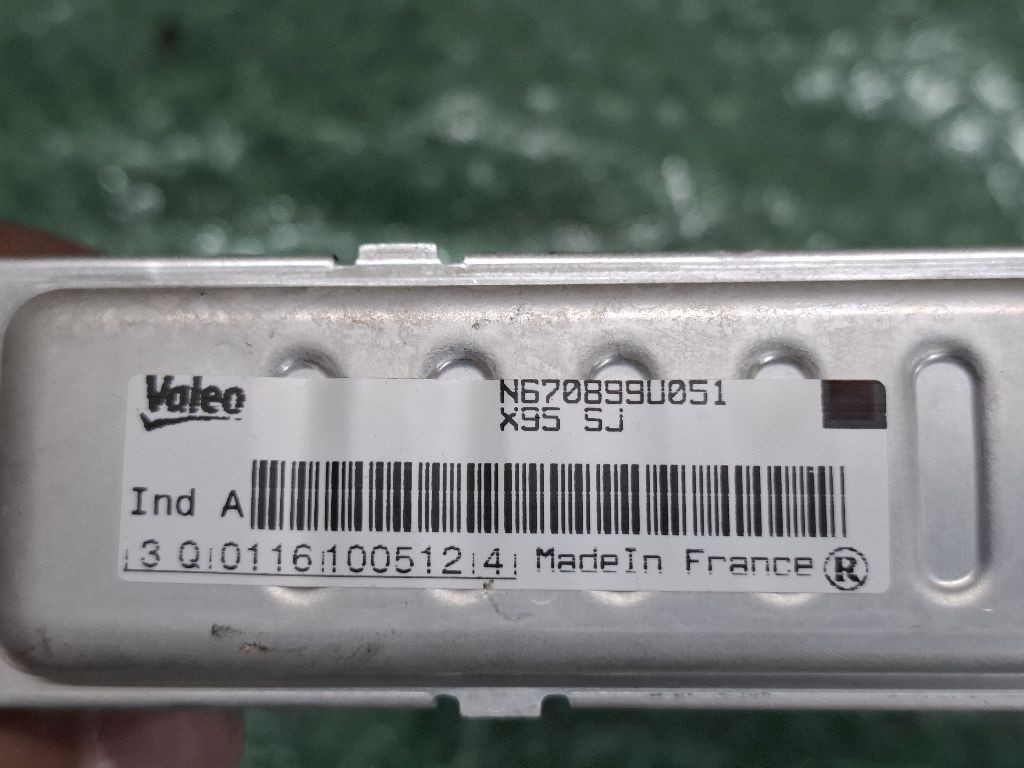 Valeo
N670899U051
X95 SJ
Ind A
3 Q 0116 100512 4 MadeIn France ®